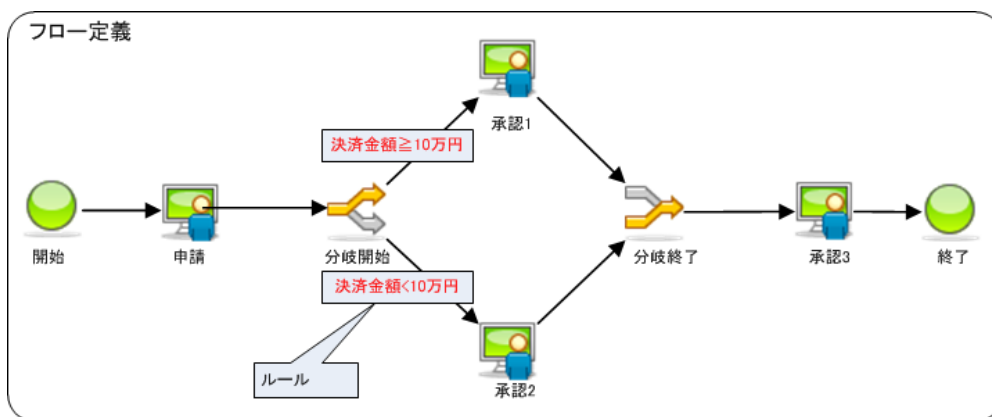 フロー定義
承認1
決済金額≧10万円
開始
申請
分岐開始
分岐終了
承認3
終了
決済金額<10万円
ルール
承認2